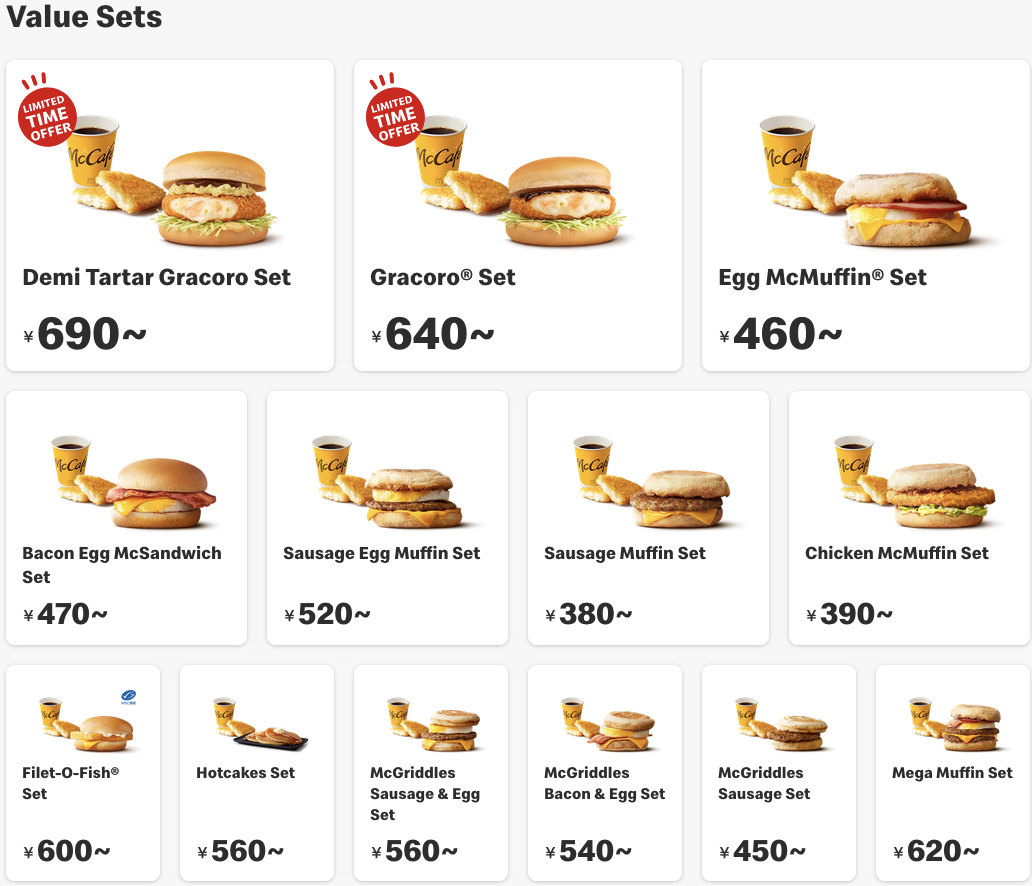 Value Sets
LIMITED
TIME
OFFER
McCafé
Demi Tartar Gracoro Set
¥690~
LIMITED
TIME
OFFER
McCafé
Gracoro® Set
¥640~
McCafé
Egg McMuffin® Set
¥460~
McCafé
Bacon Egg McSandwich
Set
¥470~
McCafé
Sausage Egg Muffin Set
¥520~
McCafé
Sausage Muffin Set
¥380~
McCafé
Chicken McMuffin Set
¥390~
Filet-O-Fish®
Set
¥600~
Hotcakes Set
¥560~
McGriddles
Sausage & Egg
Set
¥560~
McGriddles
Bacon & Egg Set
¥540~
McGriddles
Sausage Set
¥450~
Mega Muffin Set
¥620~